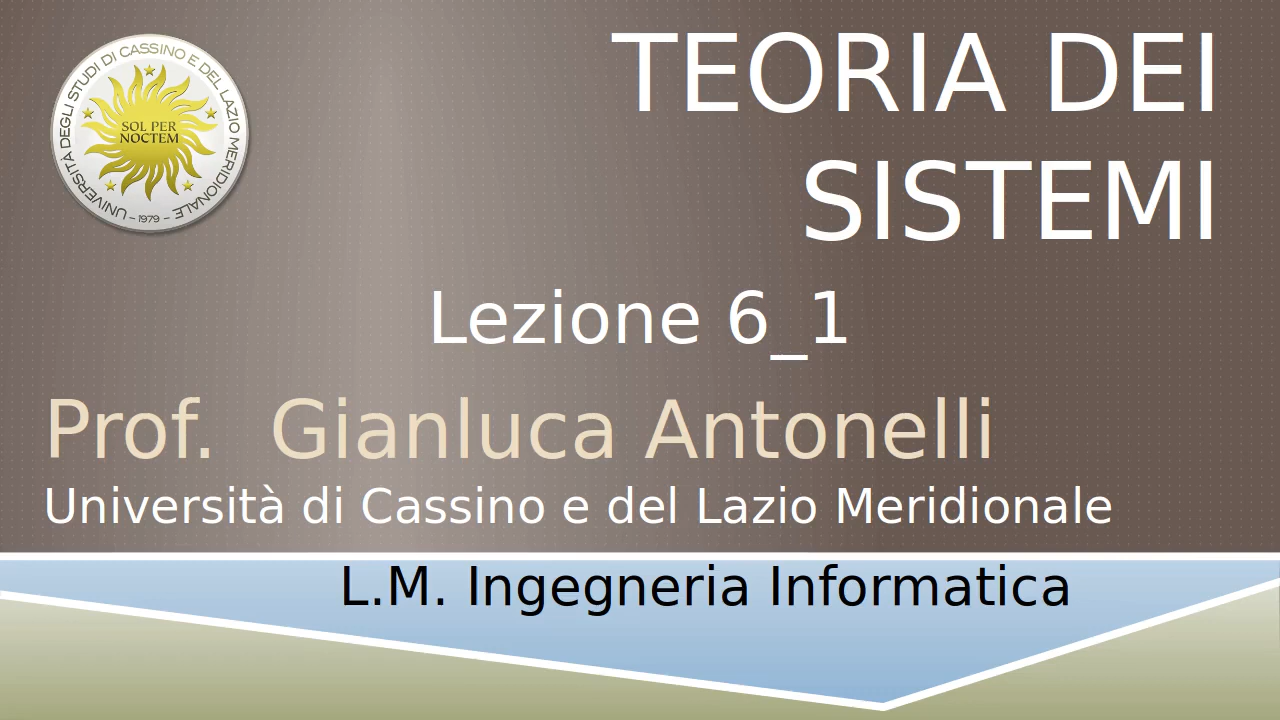 UNIVERSITÀ DEGLI STUDI DI CASSINO E DEL LAZIO MERIDIONALE
SOL PER
NOCTEM
– 1979 –
TEORIA DEI
SISTEMI
Lezione 6_1
Prof. Gianluca Antonelli
Università di Cassino e del Lazio Meridionale
L.M. Ingegneria Informatica